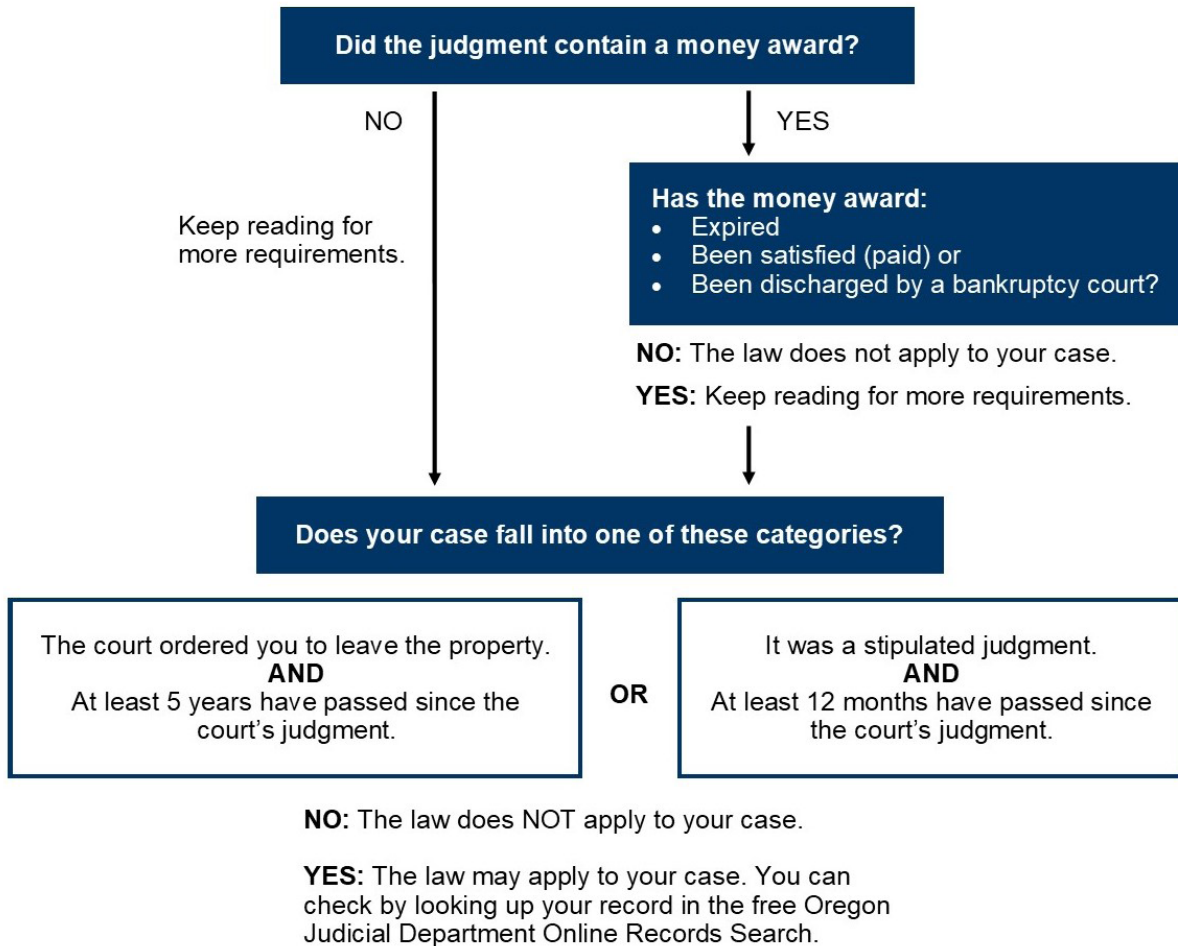 Did the judgment contain a money award?
NO
YES
Keep reading for
more requirements.
Has the money award:
• Expired
• Been satisfied (paid) or
• Been discharged by a bankruptcy court?
NO: The law does not apply to your case.
YES: Keep reading for more requirements.
Does your case fall into one of these categories?
The court ordered you to leave the property.
AND
At least 5 years have passed since the
court’s judgment.
OR
It was a stipulated judgment.
AND
At least 12 months have passed since
the court’s judgment.
NO: The law does NOT apply to your case.
YES: The law may apply to your case. You can
check by looking up your record in the free Oregon
Judicial Department Online Records Search.